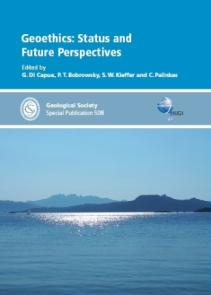 Geoethics: Status and
Future Perspectives
Edited by
G. Di Capua, P. T. Bobrowsky, S. W. Kieffer and C. Palinkas
Geological Society
Special Publication 508